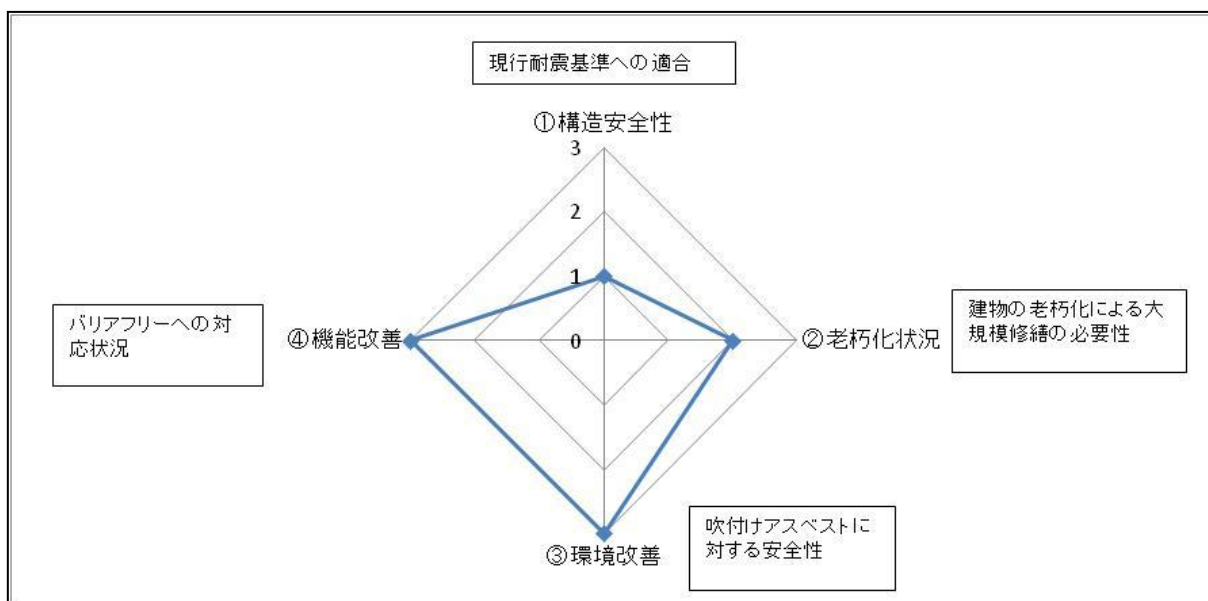 現行耐震基準への適合
①構造安全性
3
2
1
0
バリアフリーへの対
応状況
④機能改善
②老朽化状況
建物の老朽化による大
規模修繕の必要性
③環境改善
吹付けアスベストに
対する安全性